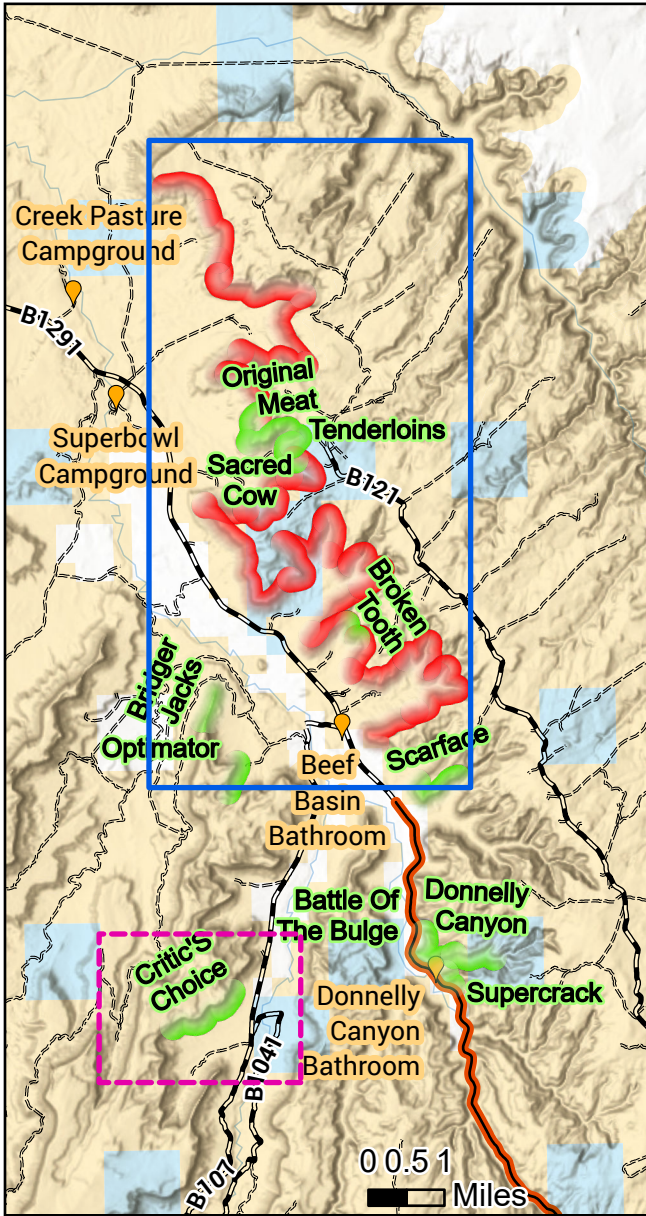 Creek Pasture
Campground
B1291
Original
Meat
Tenderloins
Superbowl
Campground
Sacred
Cow
B121
Broken
Tooth
Bridger
Jacks
Optimator
Scarface
Beef
Basin
Bathroom
Battle Of
The Bulge
Donnelly
Canyon
Critic'S
Choice
Supercrack
Donnelly
Canyon
Bathroom
B1041
B101
0 0.5 1
Miles